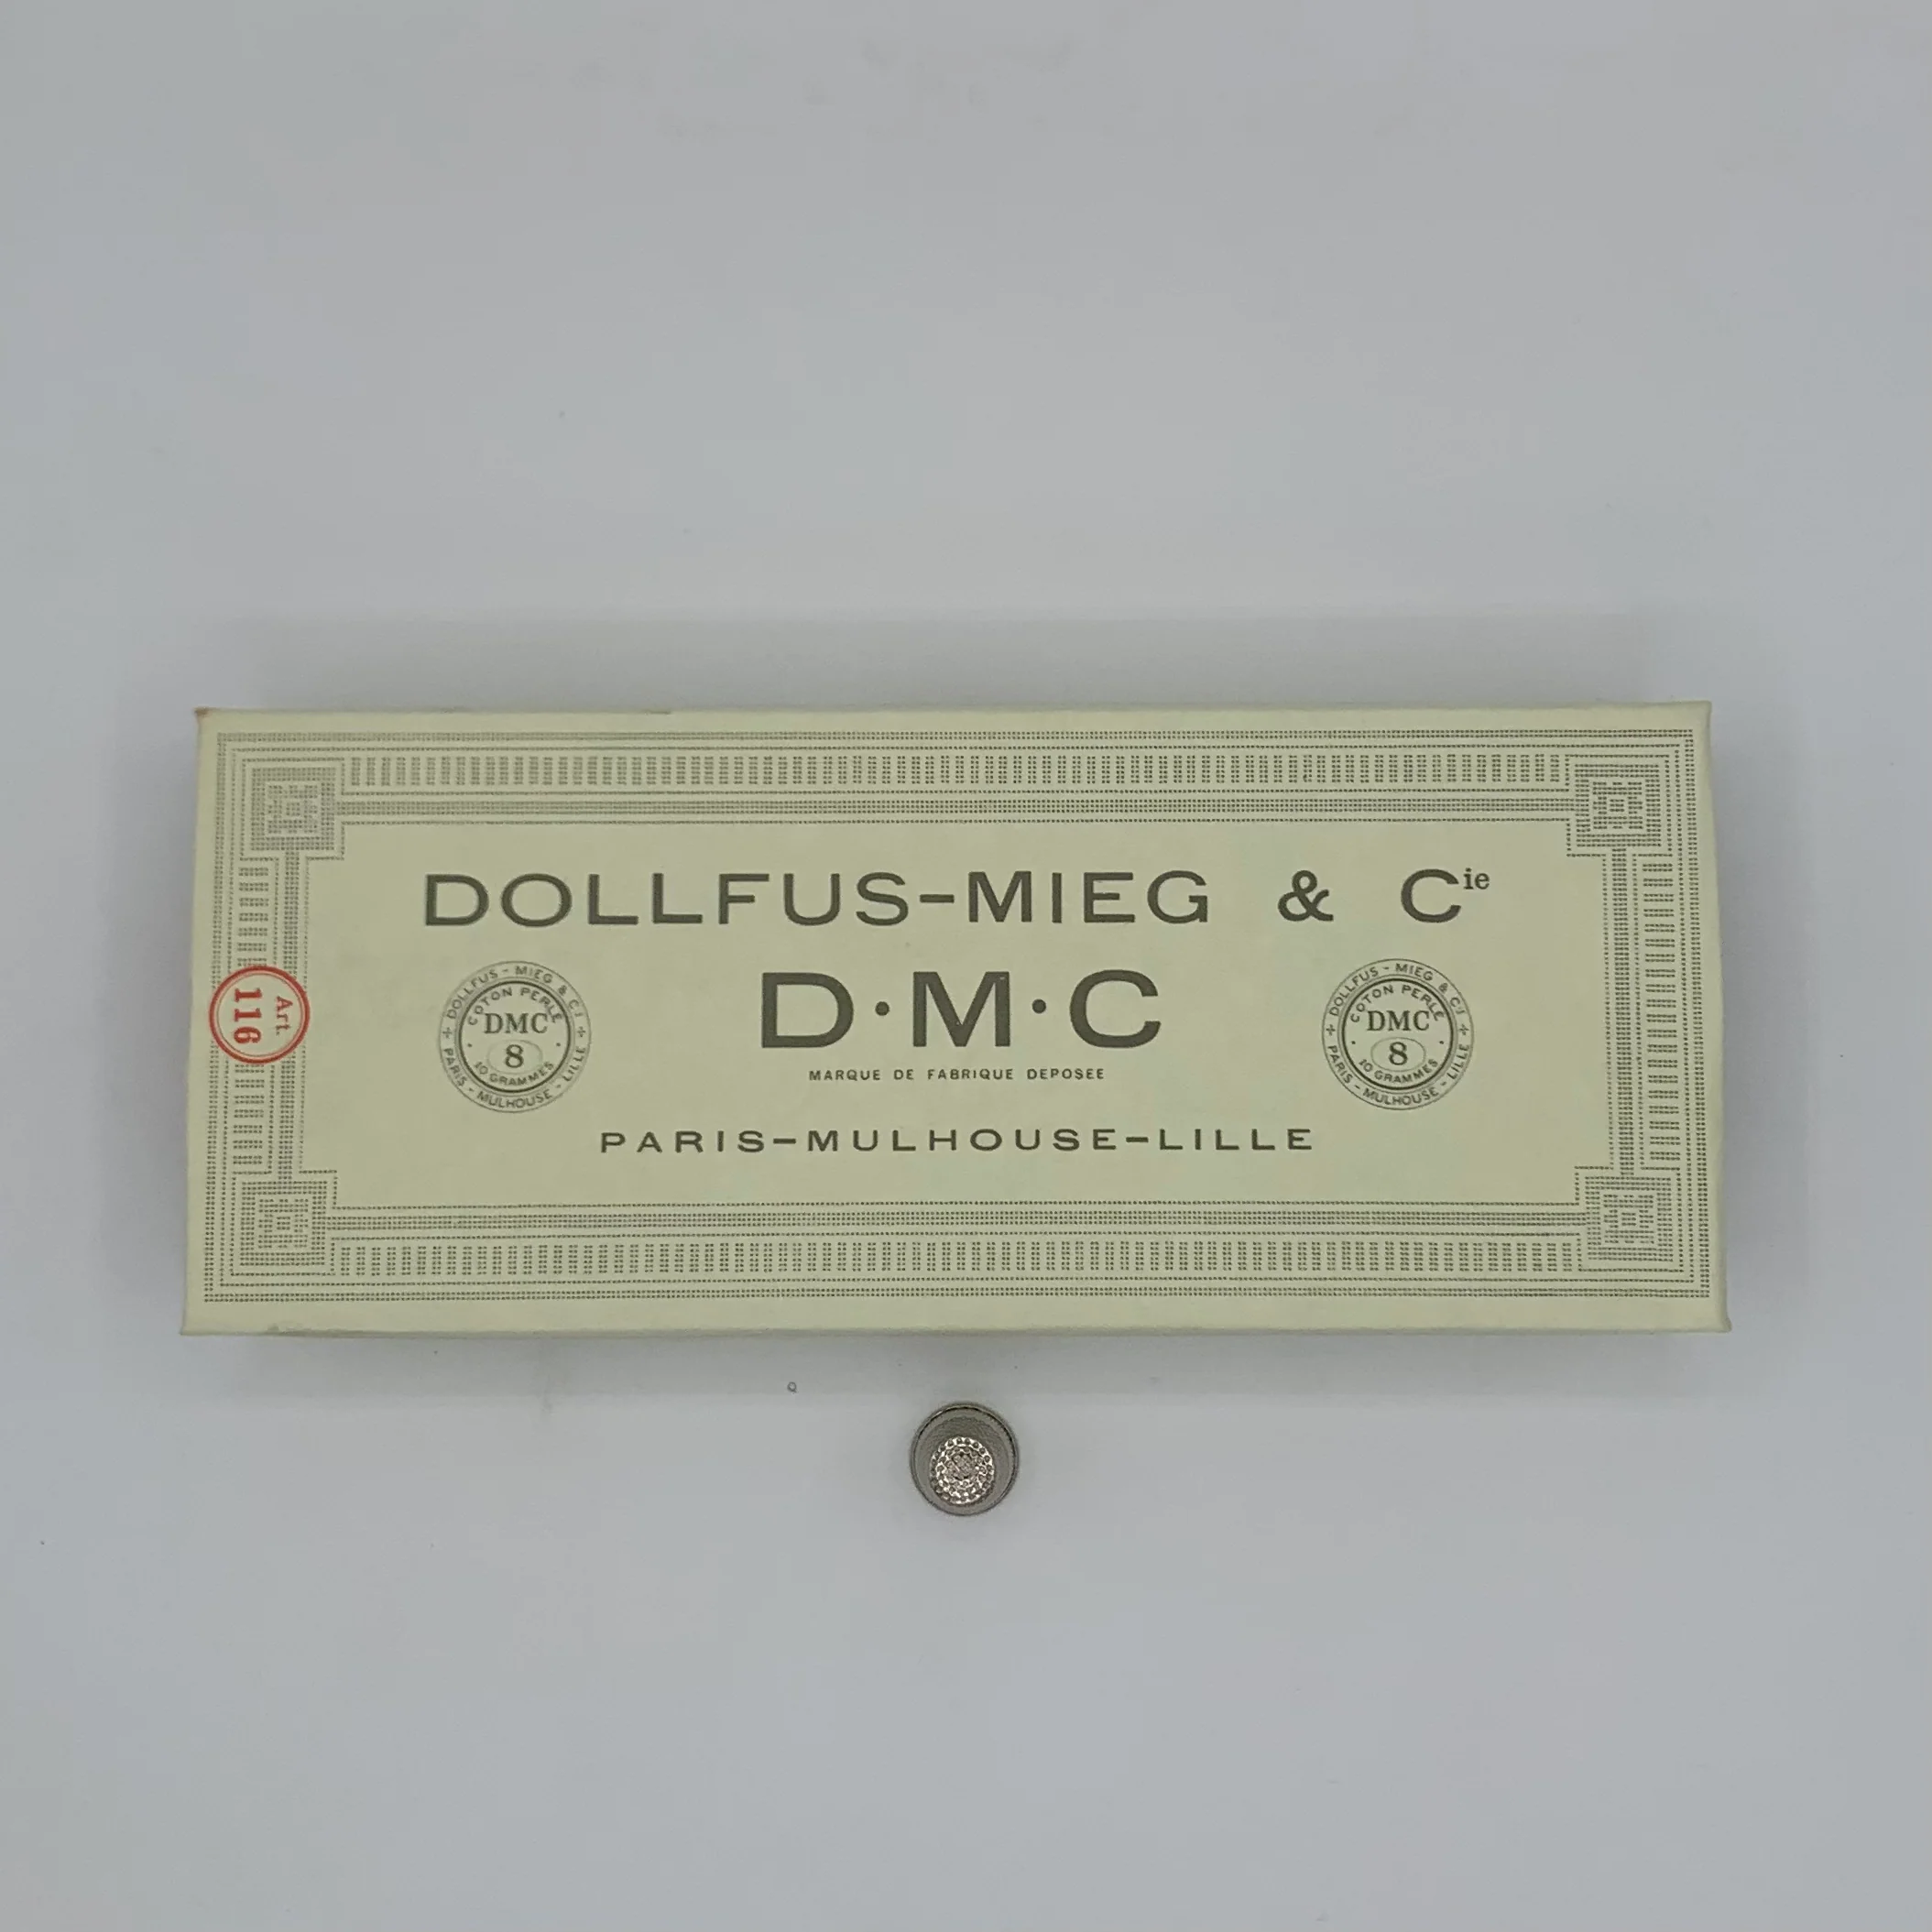 DOLLFUS-MIEG & Cie
D·M·C
MARQUE DE FABRIQUE DEPOSEE
PARIS-MULHOUSE-LILLE
Art.
116
DOLLFUS - MIEG & CIE
COTON PERLÉ
DMC
8
10 GRAMMES
PARIS - MULHOUSE - LILLE
DOLLFUS - MIEG & CIE
COTON PERLÉ
DMC
8
10 GRAMMES
PARIS - MULHOUSE - LILLE